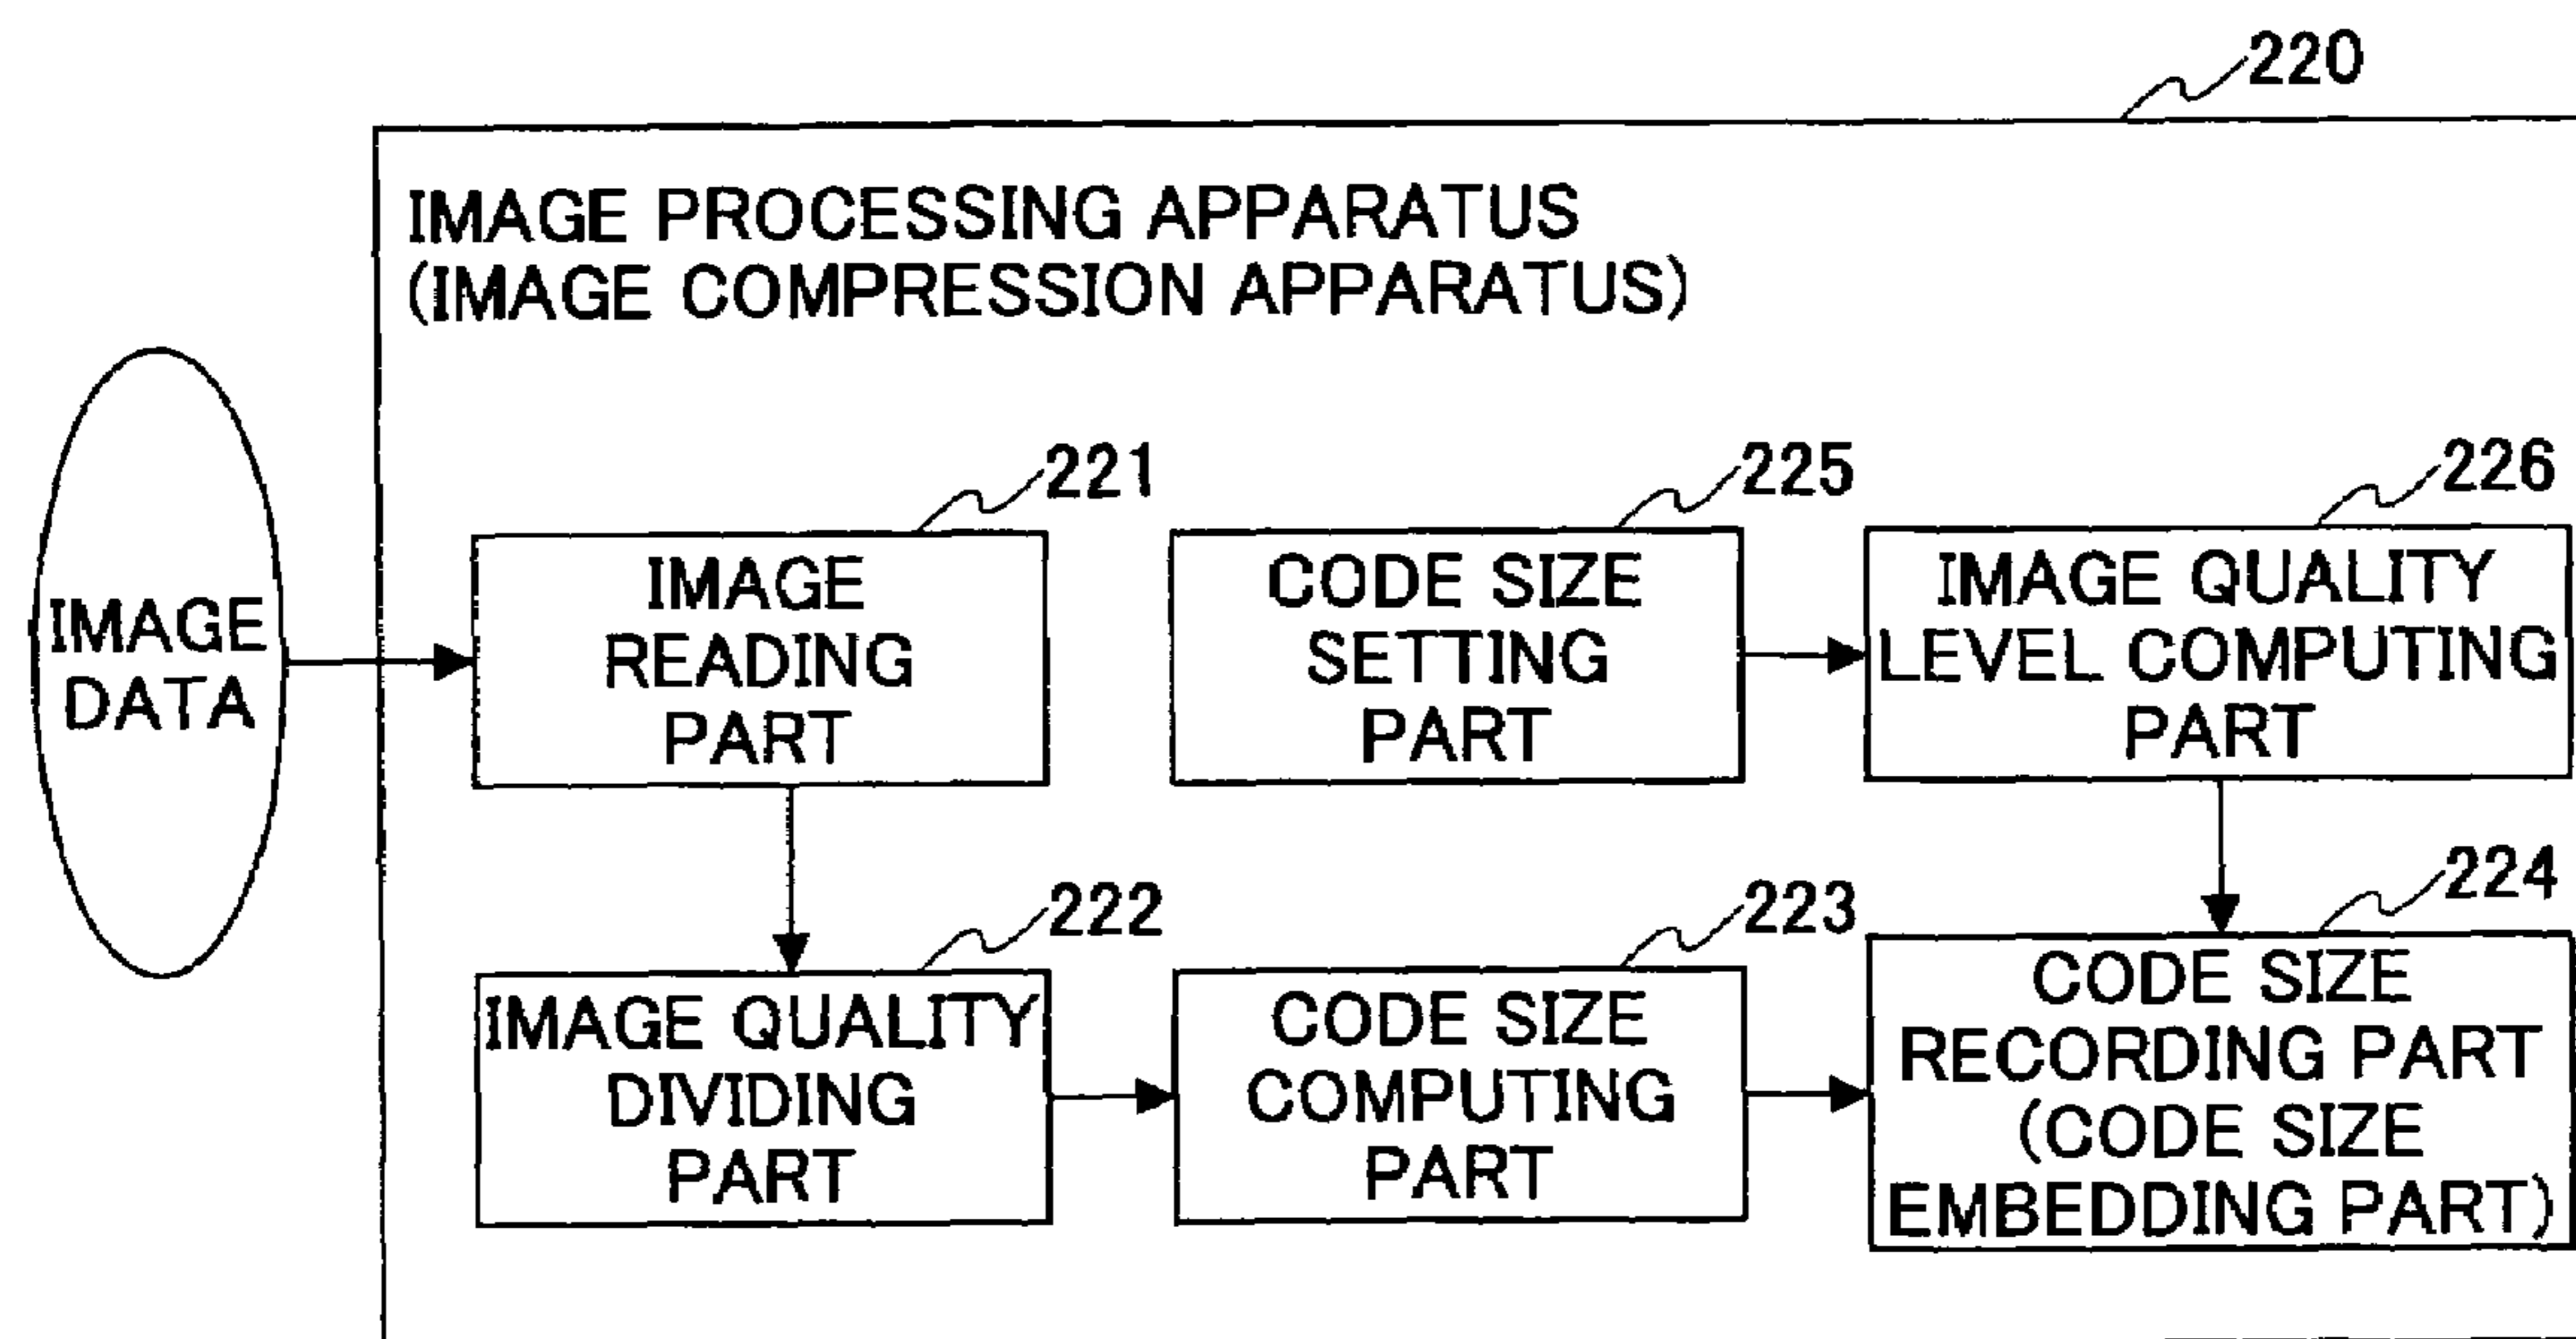 220
IMAGE PROCESSING APPARATUS
(IMAGE COMPRESSION APPARATUS)
IMAGE
DATA
221
IMAGE
READING
PART
225
CODE SIZE
SETTING
PART
226
IMAGE QUALITY
LEVEL COMPUTING
PART
222
IMAGE QUALITY
DIVIDING
PART
223
CODE SIZE
COMPUTING
PART
224
CODE SIZE
RECORDING PART
(CODE SIZE
EMBEDDING PART)